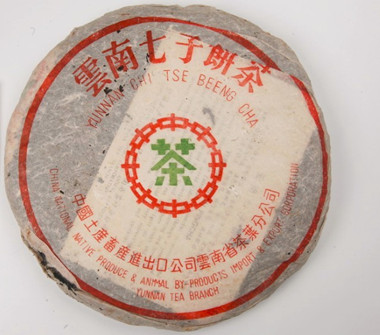 雲南七子餅茶
YUNNAN CHI TSE BEENG CHA
茶
中國土産畜産進出口公司雲南省茶葉分公司
CHINA NATIONAL NATIVE PRODUCE & ANIMAL BY-PRODUCTS IMPORT & EXPORT CORPORATION
YUNNAN TEA BRANCH